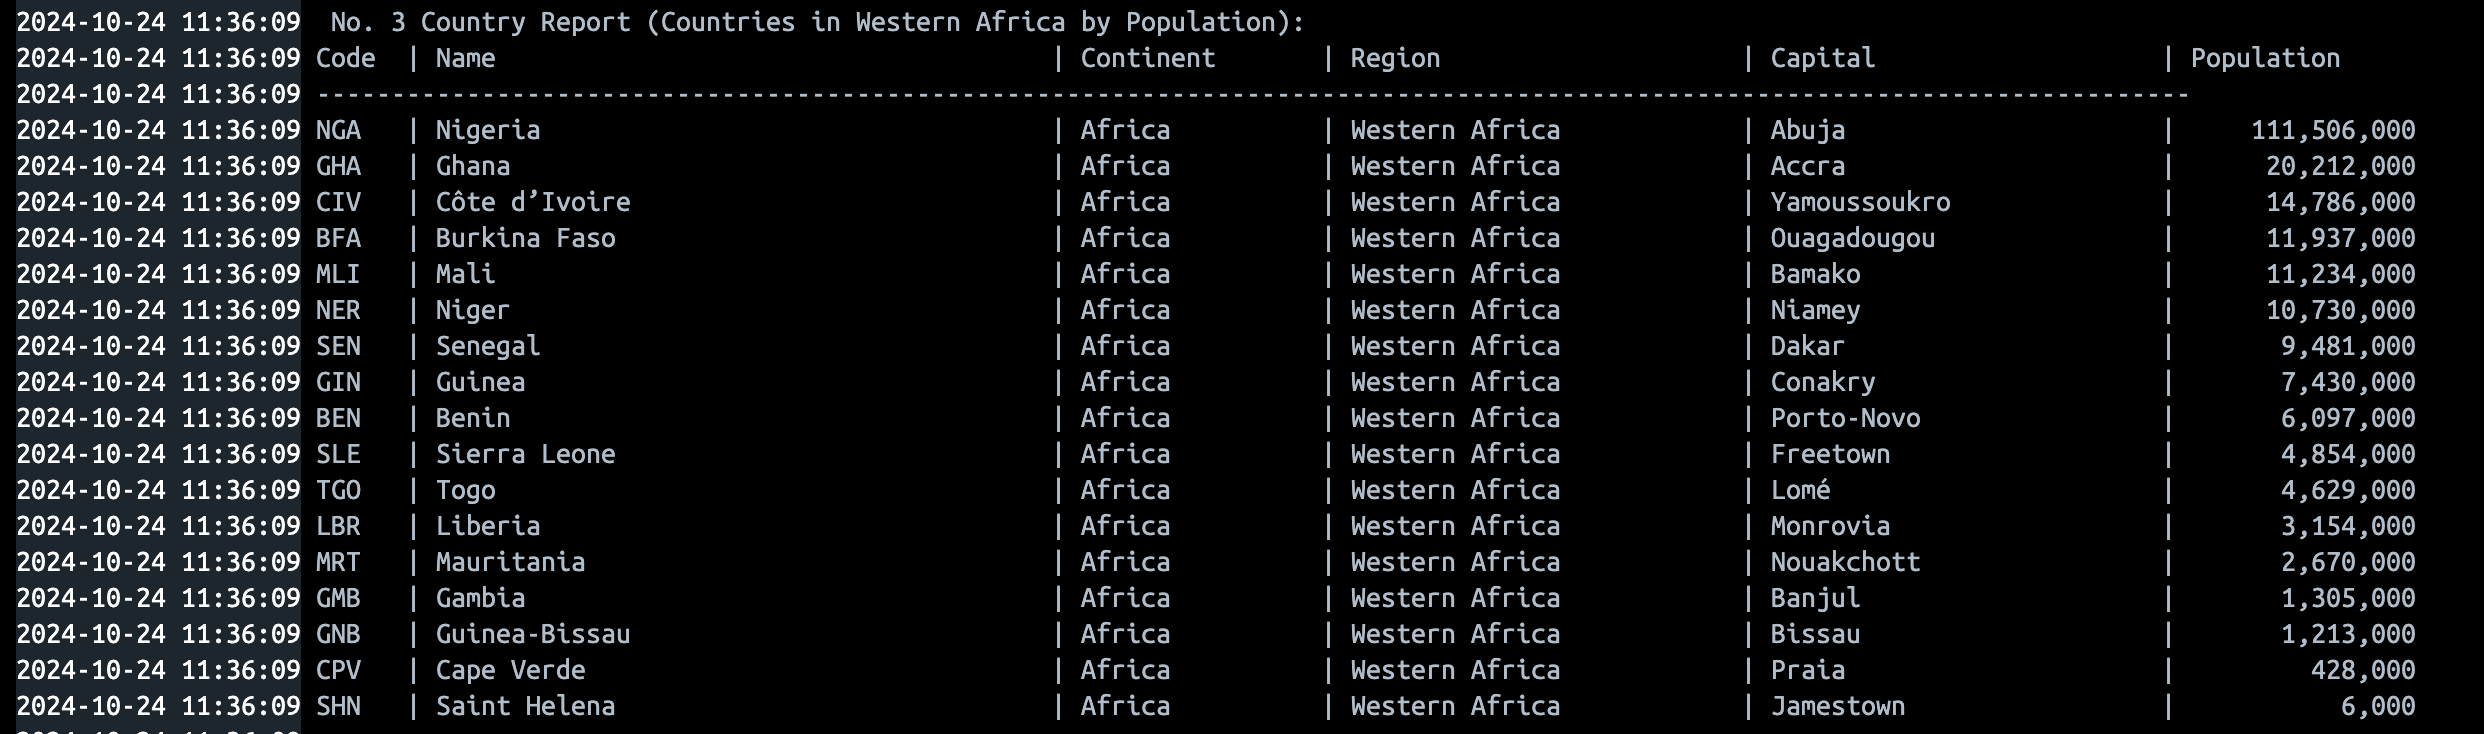 2024-10-24 11:36:09  No. 3 Country Report (Countries in Western Africa by Population):
2024-10-24 11:36:09 Code | Name | Continent | Region | Capital | Population
2024-10-24 11:36:09 -----------------------------------------------------------------------------------------------------------------------------
2024-10-24 11:36:09 NGA | Nigeria | Africa | Western Africa | Abuja | 111,506,000
2024-10-24 11:36:09 GHA | Ghana | Africa | Western Africa | Accra | 20,212,000
2024-10-24 11:36:09 CIV | Côte d’Ivoire | Africa | Western Africa | Yamoussoukro | 14,786,000
2024-10-24 11:36:09 BFA | Burkina Faso | Africa | Western Africa | Ouagadougou | 11,937,000
2024-10-24 11:36:09 MLI | Mali | Africa | Western Africa | Bamako | 11,234,000
2024-10-24 11:36:09 NER | Niger | Africa | Western Africa | Niamey | 10,730,000
2024-10-24 11:36:09 SEN | Senegal | Africa | Western Africa | Dakar | 9,481,000
2024-10-24 11:36:09 GIN | Guinea | Africa | Western Africa | Conakry | 7,430,000
2024-10-24 11:36:09 BEN | Benin | Africa | Western Africa | Porto-Novo | 6,097,000
2024-10-24 11:36:09 SLE | Sierra Leone | Africa | Western Africa | Freetown | 4,854,000
2024-10-24 11:36:09 TGO | Togo | Africa | Western Africa | Lomé | 4,629,000
2024-10-24 11:36:09 LBR | Liberia | Africa | Western Africa | Monrovia | 3,154,000
2024-10-24 11:36:09 MRT | Mauritania | Africa | Western Africa | Nouakchott | 2,670,000
2024-10-24 11:36:09 GMB | Gambia | Africa | Western Africa | Banjul | 1,305,000
2024-10-24 11:36:09 GNB | Guinea-Bissau | Africa | Western Africa | Bissau | 1,213,000
2024-10-24 11:36:09 CPV | Cape Verde | Africa | Western Africa | Praia | 428,000
2024-10-24 11:36:09 SHN | Saint Helena | Africa | Western Africa | Jamestown | 6,000